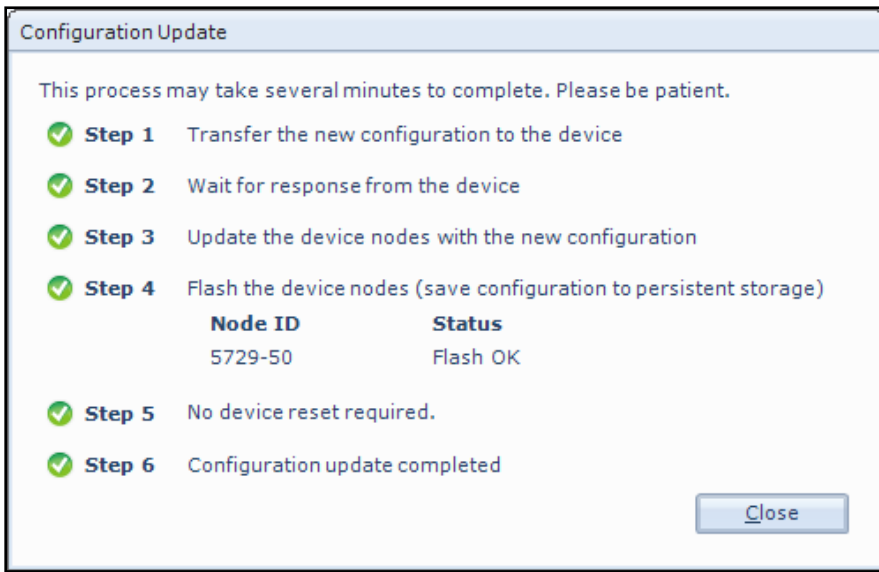 Configuration Update
This process may take several minutes to complete. Please be patient.
Step 1 Transfer the new configuration to the device
Step 2 Wait for response from the device
Step 3 Update the device nodes with the new configuration
Step 4 Flash the device nodes (save configuration to persistent storage)
Node ID Status
5729-50 Flash OK
Step 5 No device reset required.
Step 6 Configuration update completed
Close